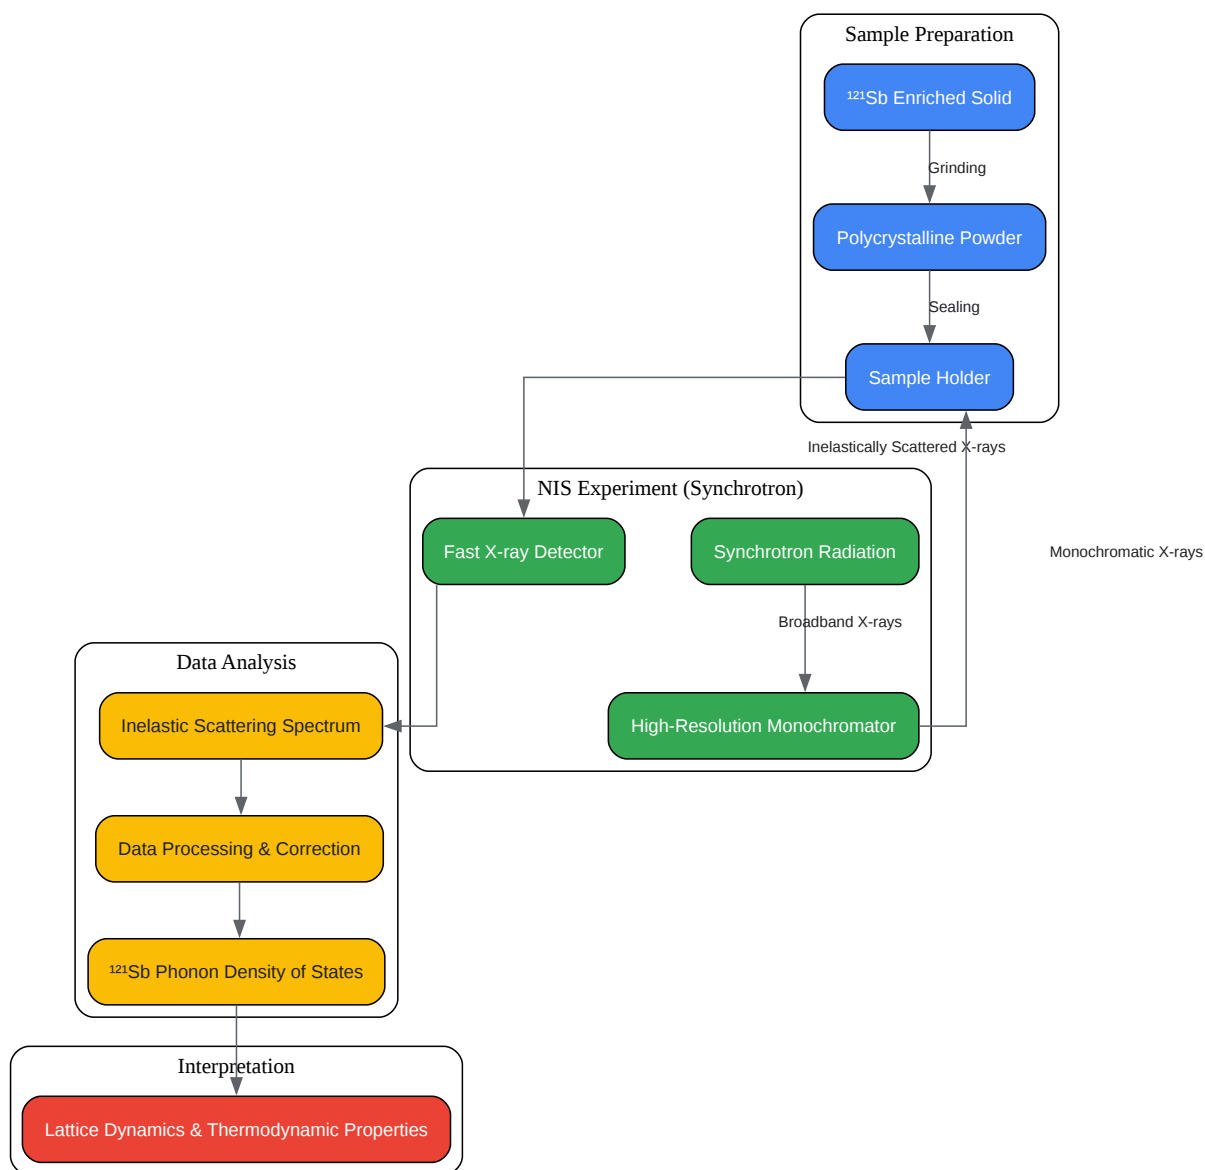 Sample Preparation
¹²¹Sb Enriched Solid
Grinding
Polycrystalline Powder
Sealing
Sample Holder
Inelastically Scattered X-rays
NIS Experiment (Synchrotron)
Fast X-ray Detector
Synchrotron Radiation
Monochromatic X-rays
Broadband X-rays
High-Resolution Monochromator
Data Analysis
Inelastic Scattering Spectrum
Data Processing & Correction
¹²¹Sb Phonon Density of States
Interpretation
Lattice Dynamics & Thermodynamic Properties